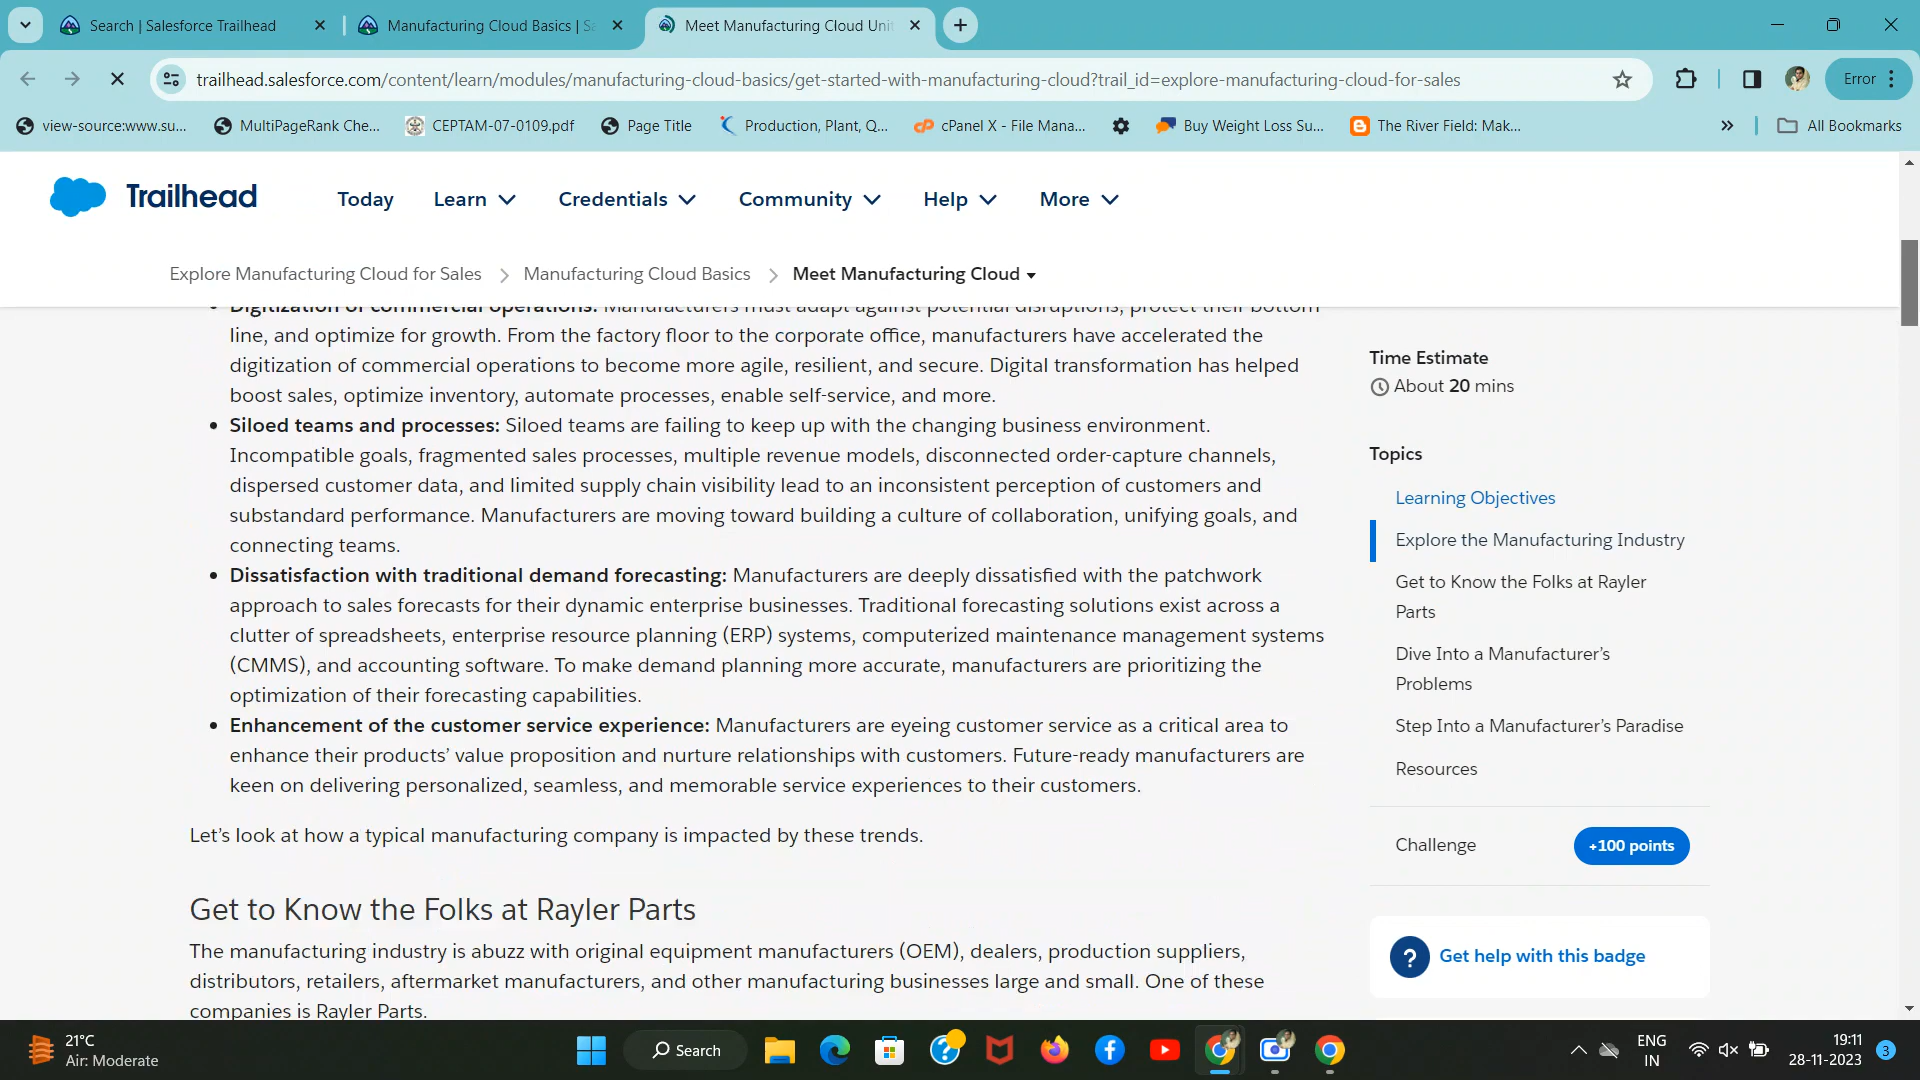 Search | Salesforce Trailhead
Manufacturing Cloud Basics | Sa
Meet Manufacturing Cloud Unit
trailhead.salesforce.com/content/learn/modules/manufacturing-cloud-basics/get-started-with-manufacturing-cloud?trail_id=explore-manufacturing-cloud-for-sales
Error
view-source:www.su...
MultiPageRank Che...
CEPTAM-07-0109.pdf
Page Title
Production, Plant, Q...
cPanel X - File Mana...
Buy Weight Loss Su...
The River Field: Mak...
All Bookmarks
Trailhead
Today
Learn
Credentials
Community
Help
More
Explore Manufacturing Cloud for Sales
Manufacturing Cloud Basics
Meet Manufacturing Cloud
• Digitization of commercial operations: Manufacturers must adapt against potential disruptions, protect their bottom
line, and optimize for growth. From the factory floor to the corporate office, manufacturers have accelerated the
digitization of commercial operations to become more agile, resilient, and secure. Digital transformation has helped
boost sales, optimize inventory, automate processes, enable self-service, and more.
• Siloed teams and processes: Siloed teams are failing to keep up with the changing business environment.
Incompatible goals, fragmented sales processes, multiple revenue models, disconnected order-capture channels,
dispersed customer data, and limited supply chain visibility lead to an inconsistent perception of customers and
substandard performance. Manufacturers are moving toward building a culture of collaboration, unifying goals, and
connecting teams.
• Dissatisfaction with traditional demand forecasting: Manufacturers are deeply dissatisfied with the patchwork
approach to sales forecasts for their dynamic enterprise businesses. Traditional forecasting solutions exist across a
clutter of spreadsheets, enterprise resource planning (ERP) systems, computerized maintenance management systems
(CMMS), and accounting software. To make demand planning more accurate, manufacturers are prioritizing the
optimization of their forecasting capabilities.
• Enhancement of the customer service experience: Manufacturers are eyeing customer service as a critical area to
enhance their products’ value proposition and nurture relationships with customers. Future-ready manufacturers are
keen on delivering personalized, seamless, and memorable service experiences to their customers.
Let’s look at how a typical manufacturing company is impacted by these trends.
Get to Know the Folks at Rayler Parts
The manufacturing industry is abuzz with original equipment manufacturers (OEM), dealers, production suppliers,
distributors, retailers, aftermarket manufacturers, and other manufacturing businesses large and small. One of these
companies is Rayler Parts.
Time Estimate
About 20 mins
Topics
Learning Objectives
Explore the Manufacturing Industry
Get to Know the Folks at Rayler
Parts
Dive Into a Manufacturer’s
Problems
Step Into a Manufacturer’s Paradise
Resources
Challenge
+100 points
? Get help with this badge
21°C
Air: Moderate
Search
ENG
IN
19:11
28-11-2023
3